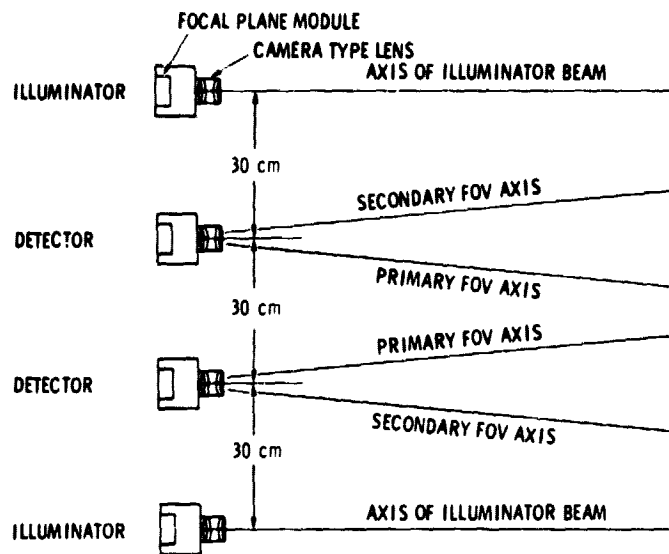 FOCAL PLANE MODULE
CAMERA TYPE LENS
AXIS OF ILLUMINATOR BEAM
ILLUMINATOR
30 cm
SECONDARY FOV AXIS
DETECTOR
PRIMARY FOV AXIS
30 cm
PRIMARY FOV AXIS
DETECTOR
SECONDARY FOV AXIS
30 cm
AXIS OF ILLUMINATOR BEAM
ILLUMINATOR